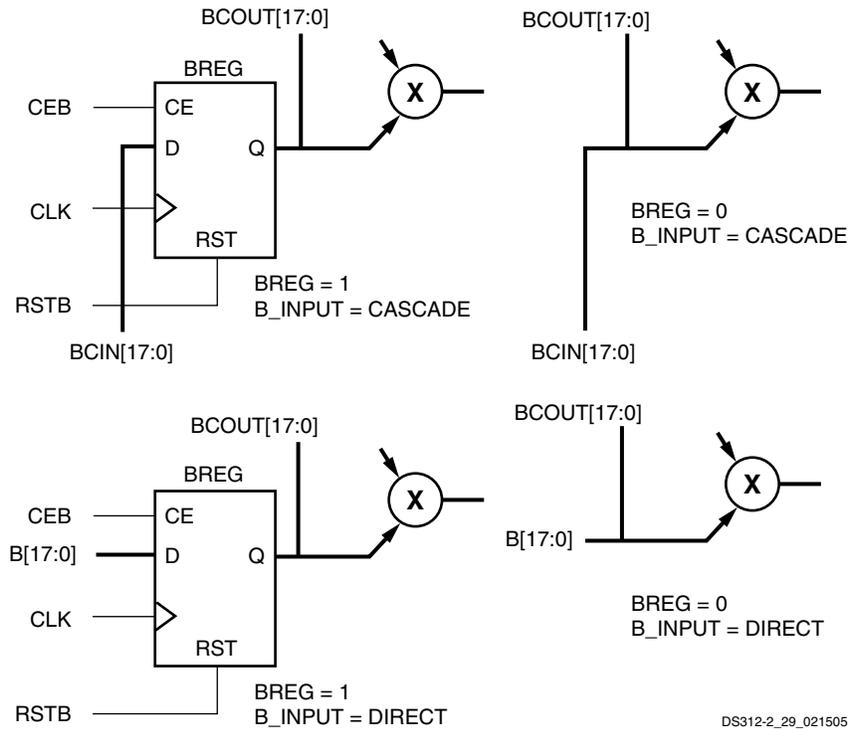 BCOUT[17:0]
BREG
CEB
CE
D
Q
X
CLK
RST
RSTB
BREG = 1
B_INPUT = CASCADE
BCIN[17:0]
BCOUT[17:0]
X
BREG = 0
B_INPUT = CASCADE
BCIN[17:0]
BCOUT[17:0]
BREG
CEB
CE
B[17:0]
D
Q
X
CLK
RST
RSTB
BREG = 1
B_INPUT = DIRECT
BCOUT[17:0]
X
B[17:0]
BREG = 0
B_INPUT = DIRECT
DS312-2_29_021505